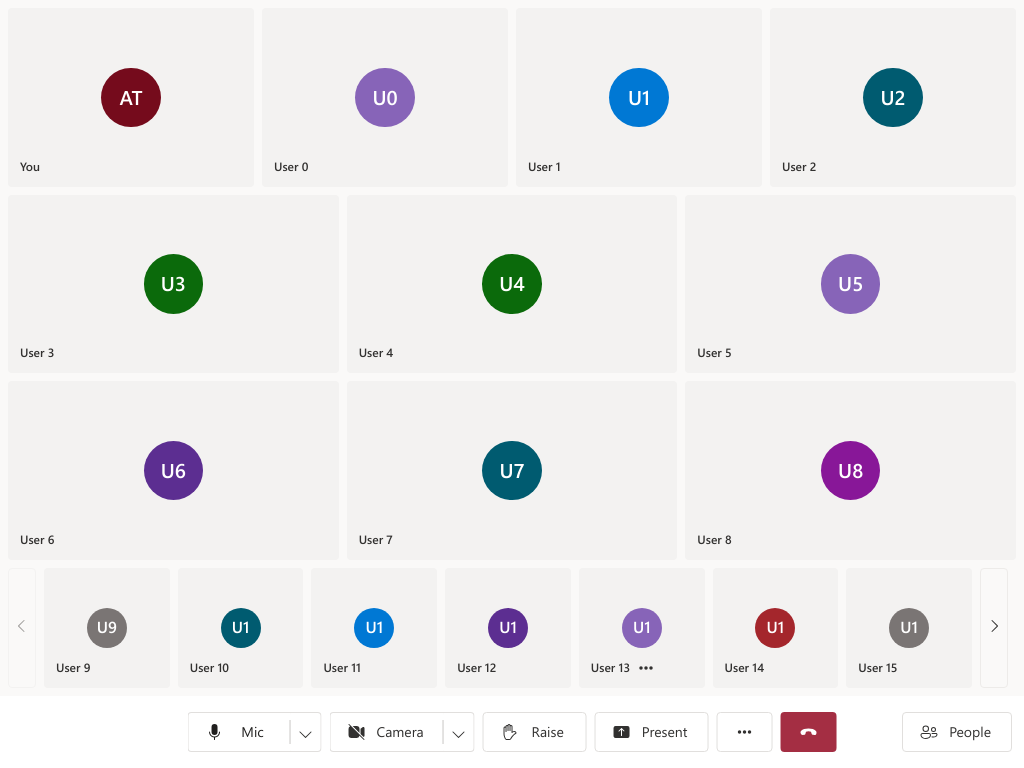 AT
You
U0
User 0
U1
User 1
U2
User 2
U3
User 3
U4
User 4
U5
User 5
U6
User 6
U7
User 7
U8
User 8
U9
User 9
U1
User 10
U1
User 11
U1
User 12
U1
User 13 •••
U1
User 14
U1
User 15
Mic
Camera
Raise
Present
•••
People